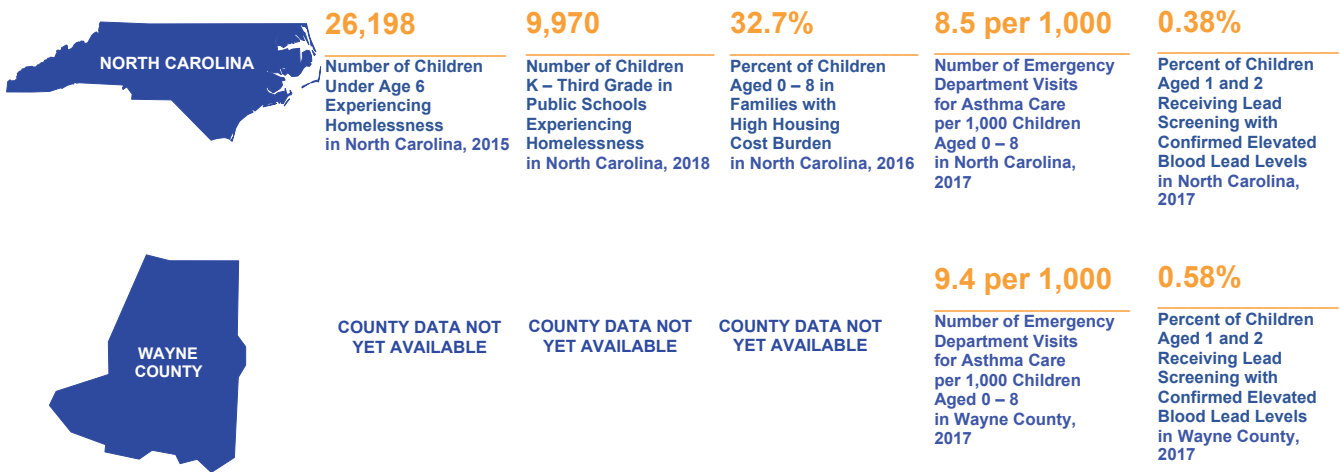 NORTH CAROLINA
26,198
Number of Children
Under Age 6
Experiencing
Homelessness
in North Carolina, 2015
9,970
Number of Children
K – Third Grade in
Public Schools
Experiencing
Homelessness
in North Carolina, 2018
32.7%
Percent of Children
Aged 0 – 8 in
Families with
High Housing
Cost Burden
in North Carolina, 2016
8.5 per 1,000
Number of Emergency
Department Visits
for Asthma Care
per 1,000 Children
Aged 0 – 8
in North Carolina,
2017
0.38%
Percent of Children
Aged 1 and 2
Receiving Lead
Screening with
Confirmed Elevated
Blood Lead Levels
in North Carolina,
2017
WAYNE
COUNTY
COUNTY DATA NOT
YET AVAILABLE
COUNTY DATA NOT
YET AVAILABLE
COUNTY DATA NOT
YET AVAILABLE
9.4 per 1,000
Number of Emergency
Department Visits
for Asthma Care
per 1,000 Children
Aged 0 – 8
in Wayne County,
2017
0.58%
Percent of Children
Aged 1 and 2
Receiving Lead
Screening with
Confirmed Elevated
Blood Lead Levels
in Wayne County,
2017